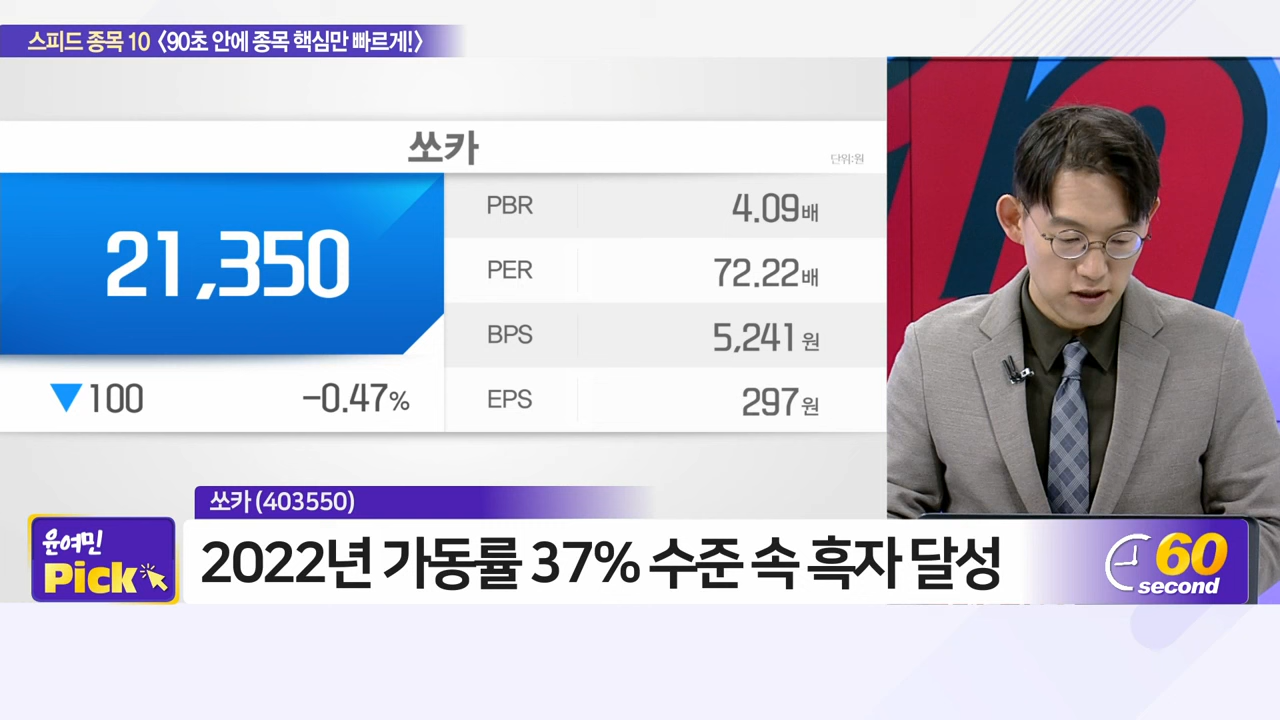 스피드 종목 10 〈90초 안에 종목 핵심만 빠르게!〉
쏘카
단위:원
21,350
▼100 -0.47%
PBR 4.09배
PER 72.22배
BPS 5,241원
EPS 297원
쏘카 (403550)
윤여민
Pick
2022년 가동률 37% 수준 속 흑자 달성
60
second